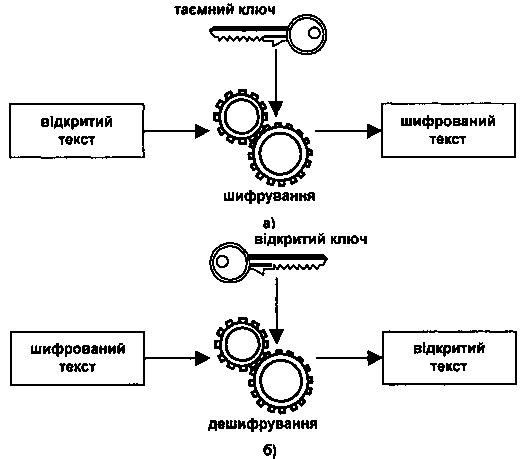 таємний ключ
відкритий
текст
шифрований
текст
шифрування
а)
відкритий ключ
шифрований
текст
відкритий
текст
дешифрування
б)